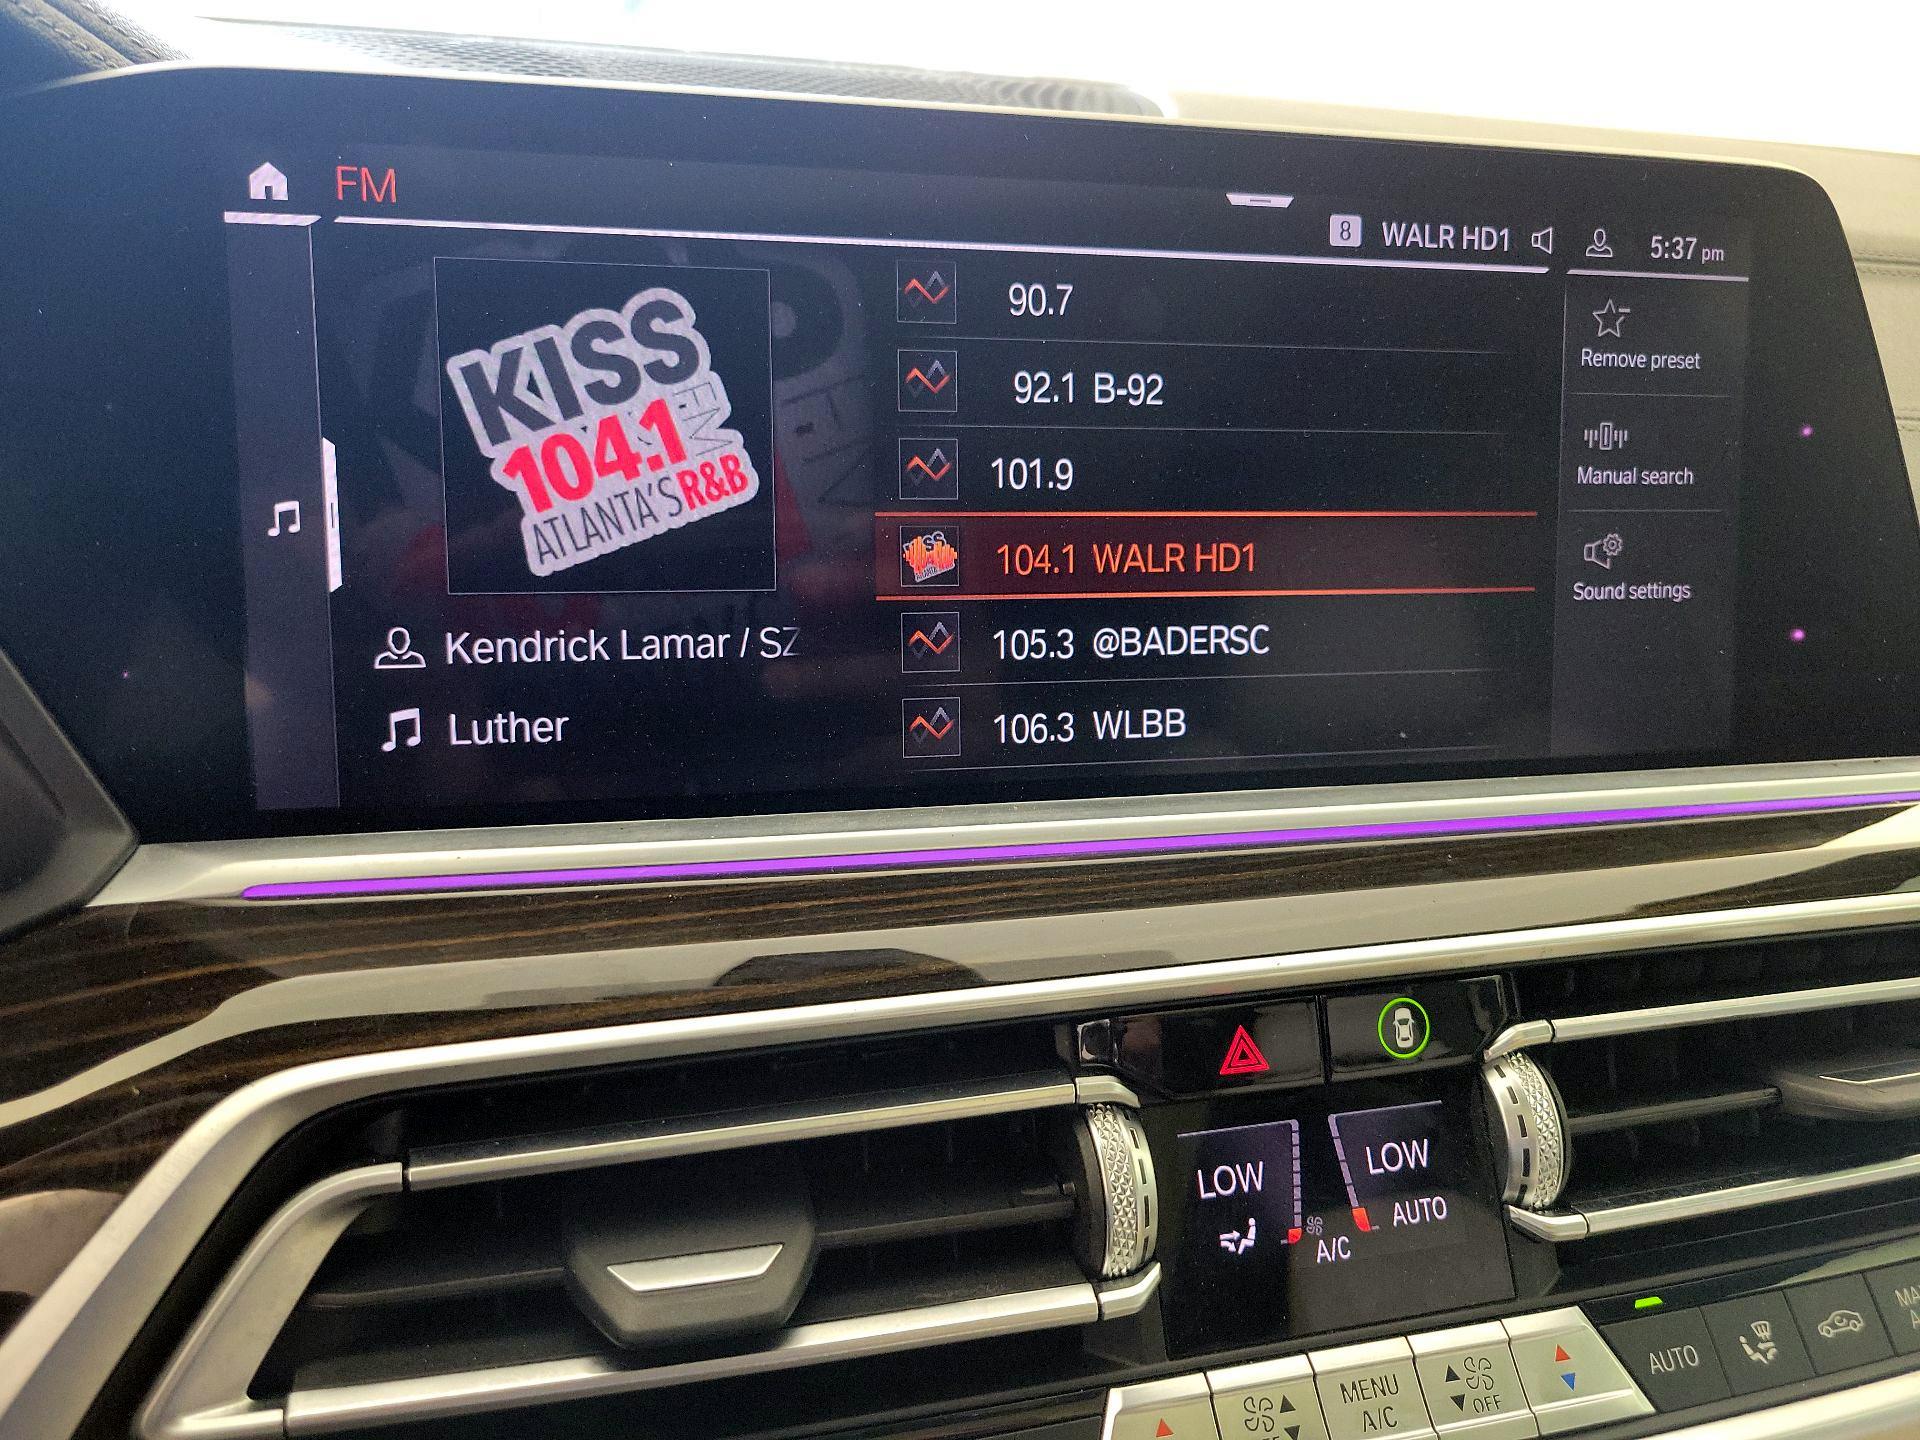 FM
8 WALR HD1
5:37 pm
KISS
104.1 FM
ATLANTA'S R&B
Kendrick Lamar / SZ
Luther
90.7
92.1 B-92
101.9
KISS
104.1 WALR HD1
105.3 @BADERSC
106.3 WLBB
Remove preset
Manual search
Sound settings
LOW
LOW
AUTO
A/C
MENU
A/C
OFF
AUTO